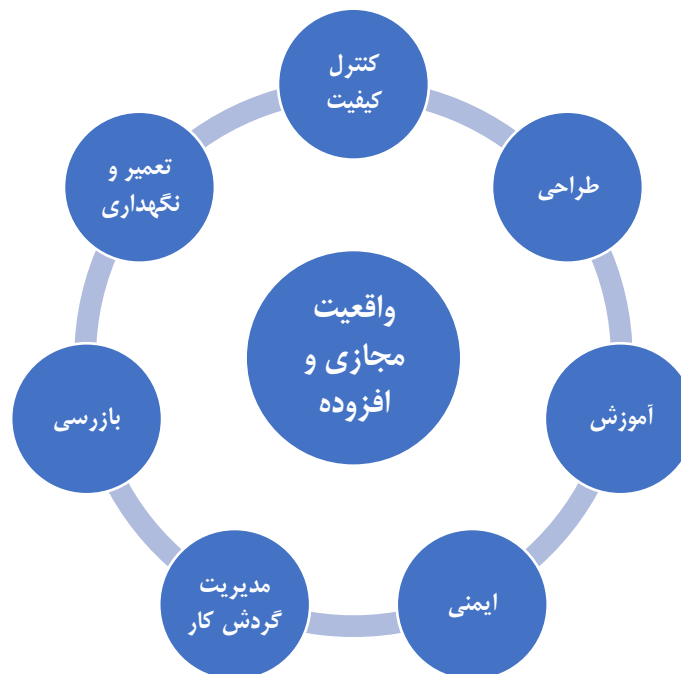 کنترل
کیفیت
طراحی
آموزش
ایمنی
مدیریت
گردش کار
بازرسی
تعمیر و
نگهداری
واقعیت
مجازی و
افزوده